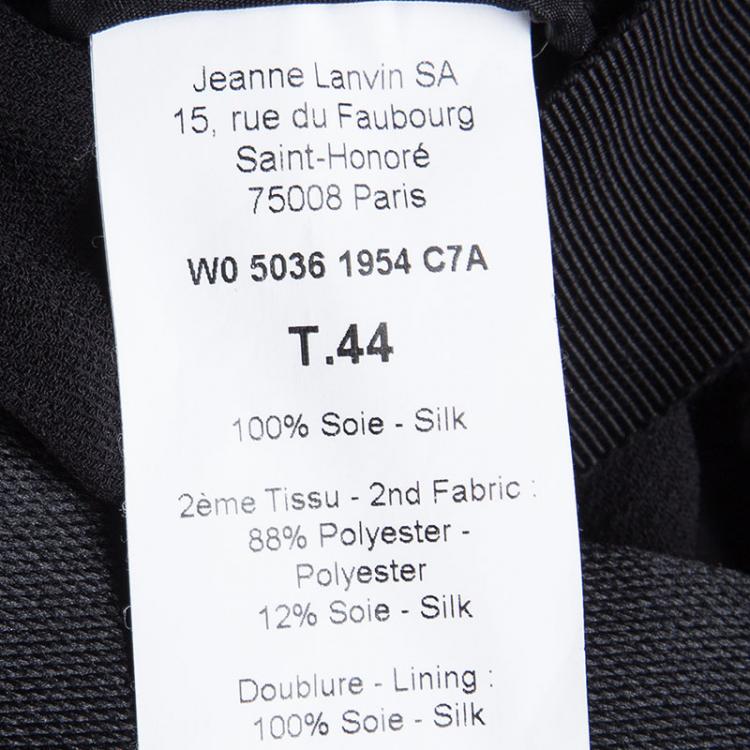 Jeanne Lanvin SA
15, rue du Faubourg
Saint-Honoré
75008 Paris
W0 5036 1954 C7A
T.44
100% Soie - Silk
2ème Tissu - 2nd Fabric :
88% Polyester -
Polyester
12% Soie - Silk
Doublure - Lining :
100% Soie - Silk